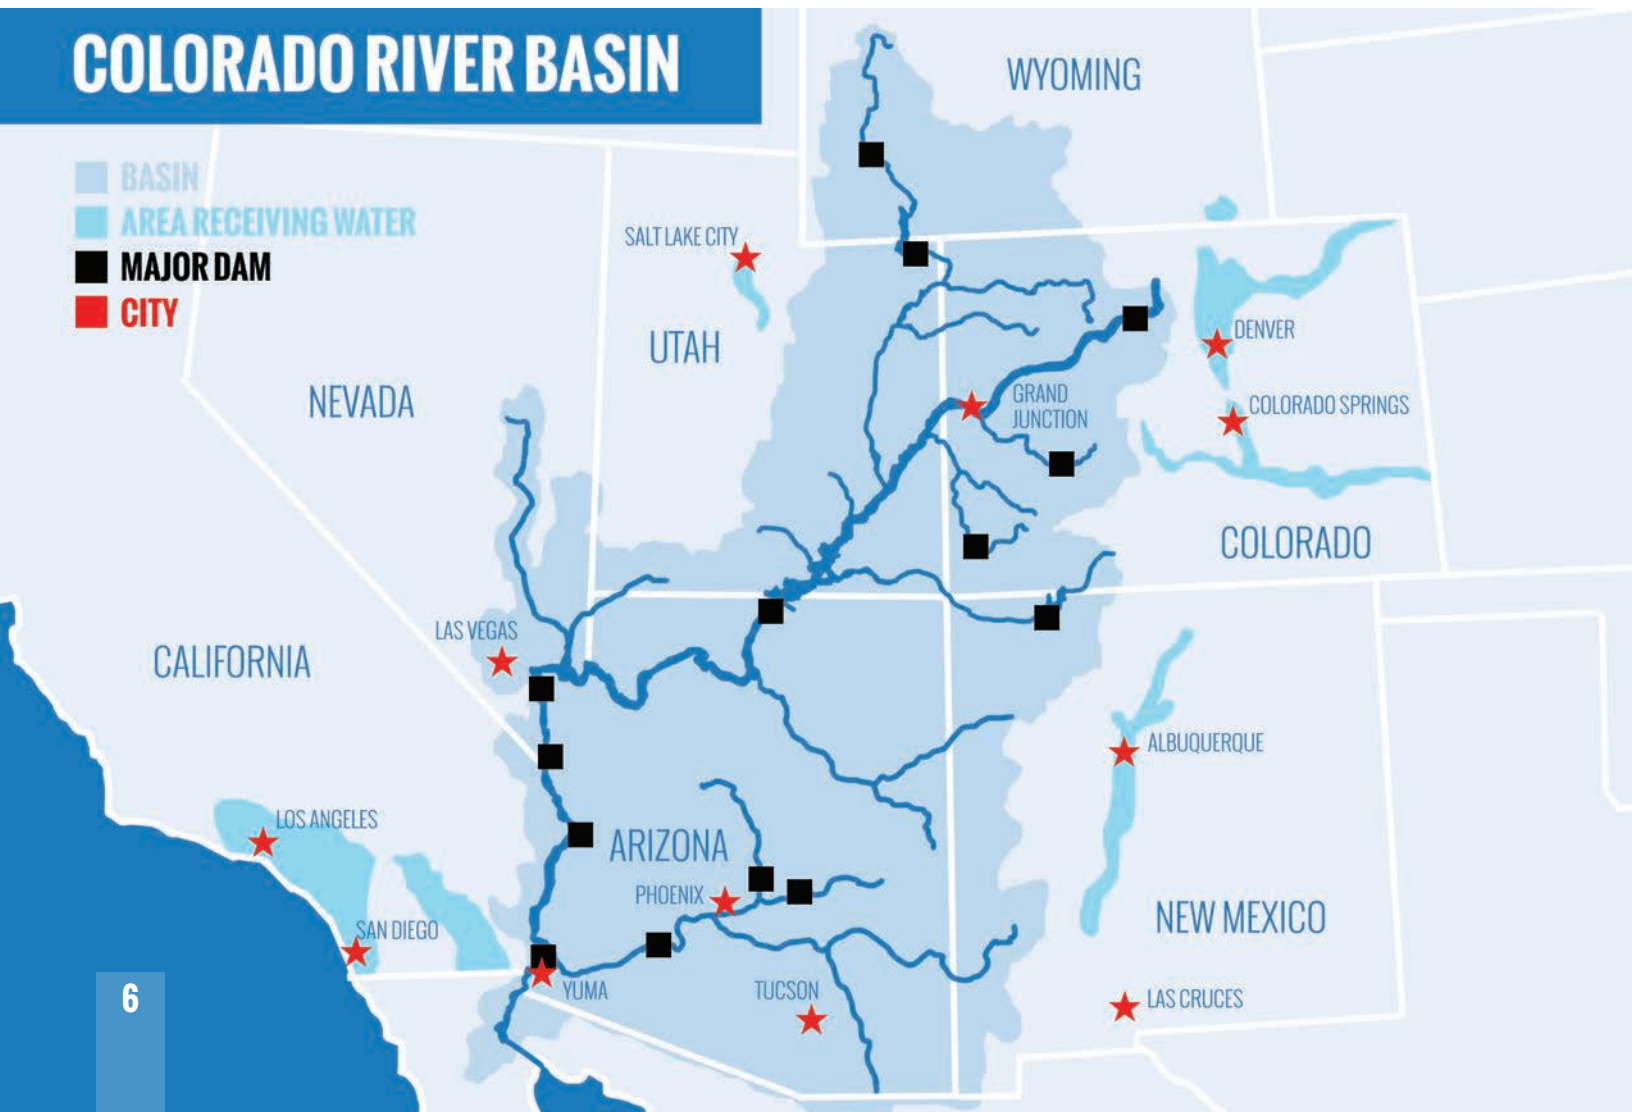 COLORADO RIVER BASIN
WYOMING
BASIN
AREA RECEIVING WATER
MAJOR DAM
CITY
SALT LAKE CITY
UTAH
DENVER
NEVADA
GRAND
JUNCTION
COLORADO SPRINGS
COLORADO
LAS VEGAS
CALIFORNIA
ALBUQUERQUE
LOS ANGELES
ARIZONA
PHOENIX
NEW MEXICO
SAN DIEGO
YUMA
TUCSON
LAS CRUCES
6